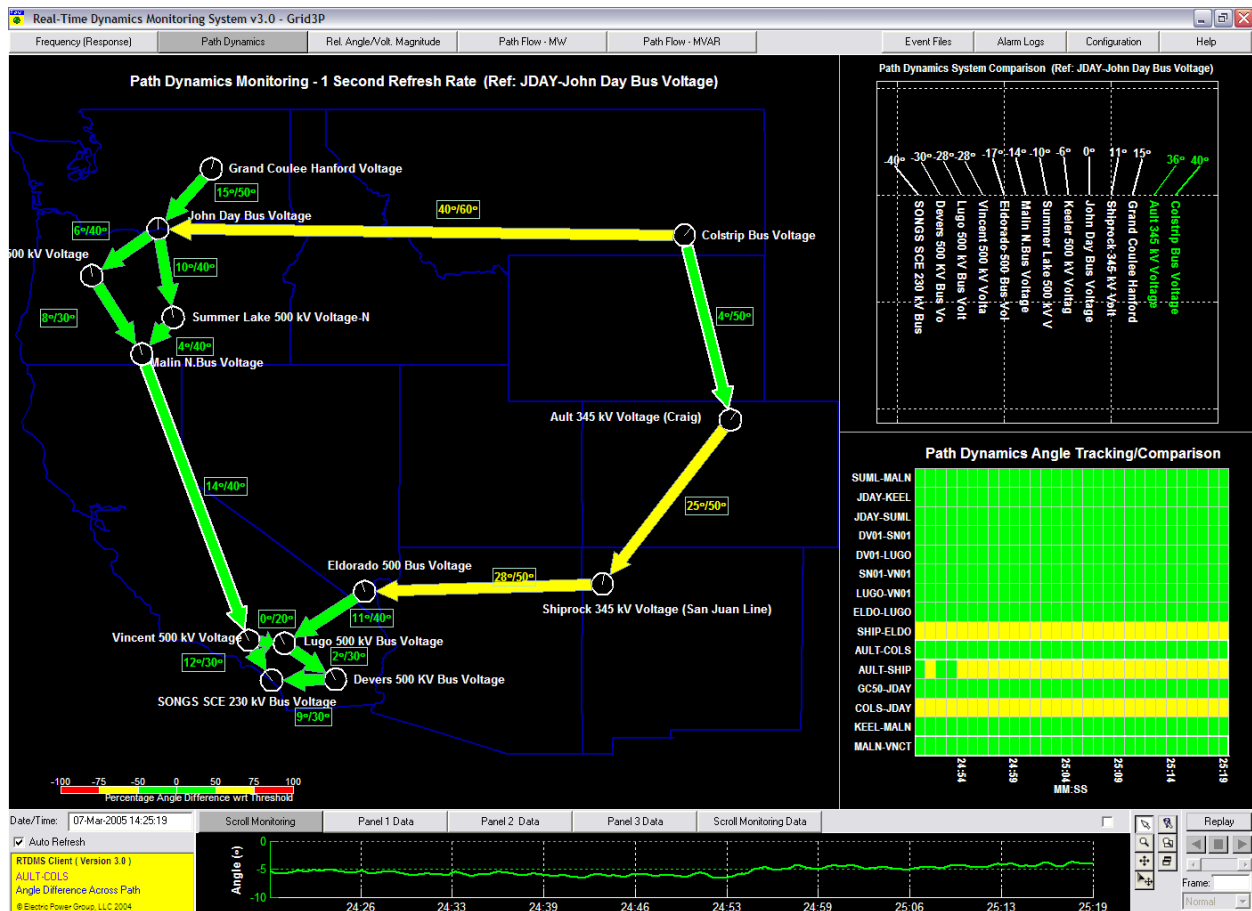 Real-Time Dynamics Monitoring System v3.0 - Grid3P
Frequency (Response) Path Dynamics Rel. Angle/Volt. Magnitude Path Flow - MW Path Flow - MVAR Event Files Alarm Logs Configuration Help
Path Dynamics Monitoring - 1 Second Refresh Rate (Ref: JDAY-John Day Bus Voltage)
Grand Coulee Hanford Voltage
15º/50º
John Day Bus Voltage
40º/60º
6º/40º
Colstrip Bus Voltage
500 kV Voltage
10º/40º
8º/30º
Summer Lake 500 kV Voltage-N
4º/50º
4º/40º
Malin N.Bus Voltage
Ault 345 kV Voltage (Craig)
14º/40º
25º/50º
Eldorado 500 Bus Voltage
28º/50º
Shiprock 345 kV Voltage (San Juan Line)
11º/40º
0º/20º
Vincent 500 kV Voltage
Lugo 500 kV Bus Voltage
12º/30º
2º/30º
Devers 500 KV Bus Voltage
SONGS SCE 230 kV Bus Voltage
9º/30º
-100 -75 -50 0 50 75 100
Percentage Angle Difference wrt Threshold
Path Dynamics System Comparison (Ref: JDAY-John Day Bus Voltage)
-40º -30º -28º -28º -17º -14º -10º -6º 0º 11º 15º 36º 40º
SONGS SCE 230 kV Bus
Devers 500 KV Bus Vo
Lugo 500 kV Bus Volt
Vincent 500 kV Volta
Eldorado 500 Bus Vol
Malin N.Bus Voltage
Summer Lake 500 kV V
Keeler 500 kV Voltag
John Day Bus Voltage
Shiprock 345 kV Volt
Grand Coulee Hanford
Ault 345 kV Voltage
Colstrip Bus Voltage
Path Dynamics Angle Tracking/Comparison
SUML-MALN
JDAY-KEEL
JDAY-SUML
DV01-SN01
DV01-LUGO
SN01-VN01
LUGO-VN01
ELDO-LUGO
SHIP-ELDO
AULT-COLS
AULT-SHIP
GC50-JDAY
COLS-JDAY
KEEL-MALN
MALN-VNCT
24:54 24:59 25:04 25:09 25:14 25:19
MM:SS
Date/Time: 07-Mar-2005 14:25:19
Auto Refresh
RTDMS Client ( Version 3.0 )
AULT-COLS
Angle Difference Across Path
© Electric Power Group, LLC 2004
Scroll Monitoring Panel 1 Data Panel 2 Data Panel 3 Data Scroll Monitoring Data
Angle (º)
0
-10
24:26 24:33 24:39 24:46 24:53 24:59 25:06 25:13 25:19
Replay
Frame:
Normal